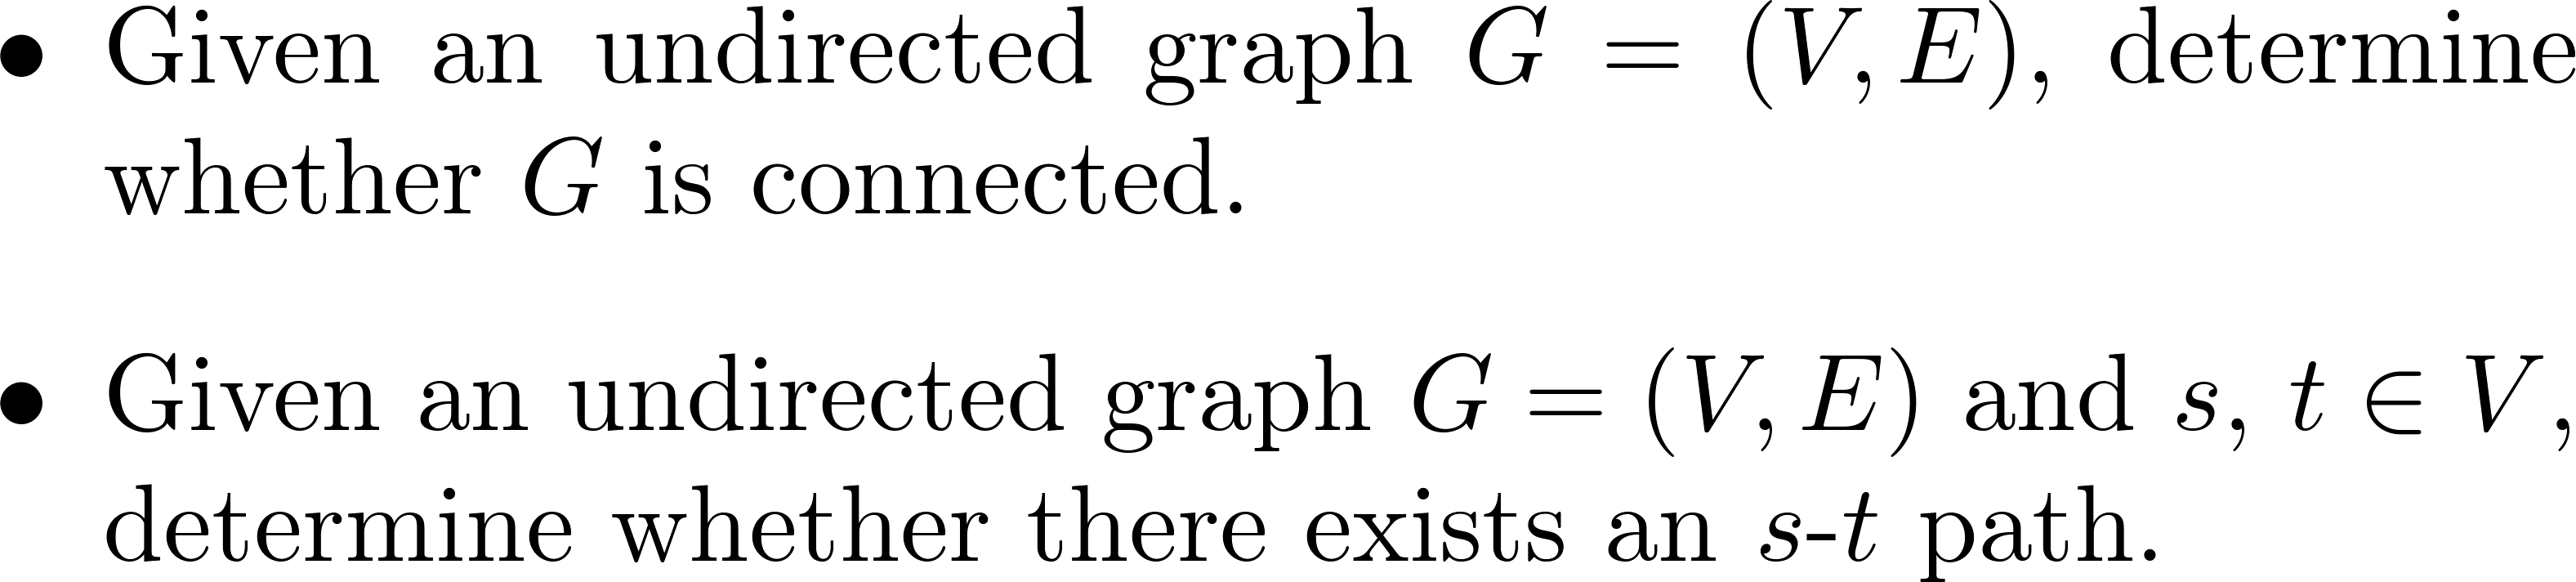 • Given an undirected graph G = (V, E), determine
whether G is connected.
• Given an undirected graph G = (V, E) and s, t ∈ V,
determine whether there exists an s-t path.